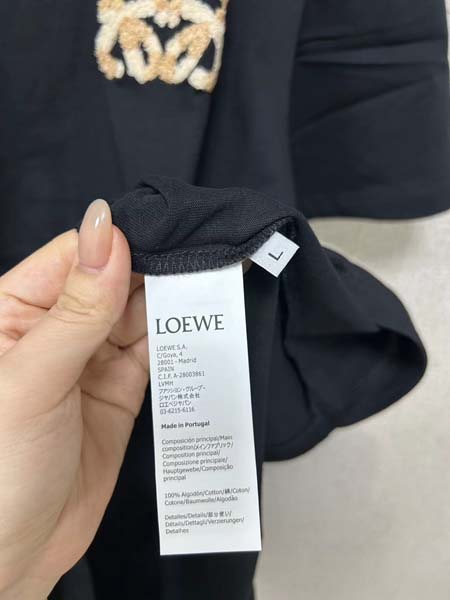 L
LOEWE
LOEWE S.A.
C/Goya, 4
28001 - Madrid
SPAIN
C.I.F. A-28003861
LVMH
ファッション・グループ・
ジャパン株式会社
ロエベジャパン
03-6215-6116
Made in Portugal
Composición principal/Main
composition/メインファブリック/
Composition principal/
Composizione principale/
Hauptgewebe/Composição
principal
100% Algodón/Cotton/綿/Coton/
Cotone/Baumwolle/Algodão
Detalles/Details/部分使い/
Détails/Dettagli/Verzierungen/
Detalhes